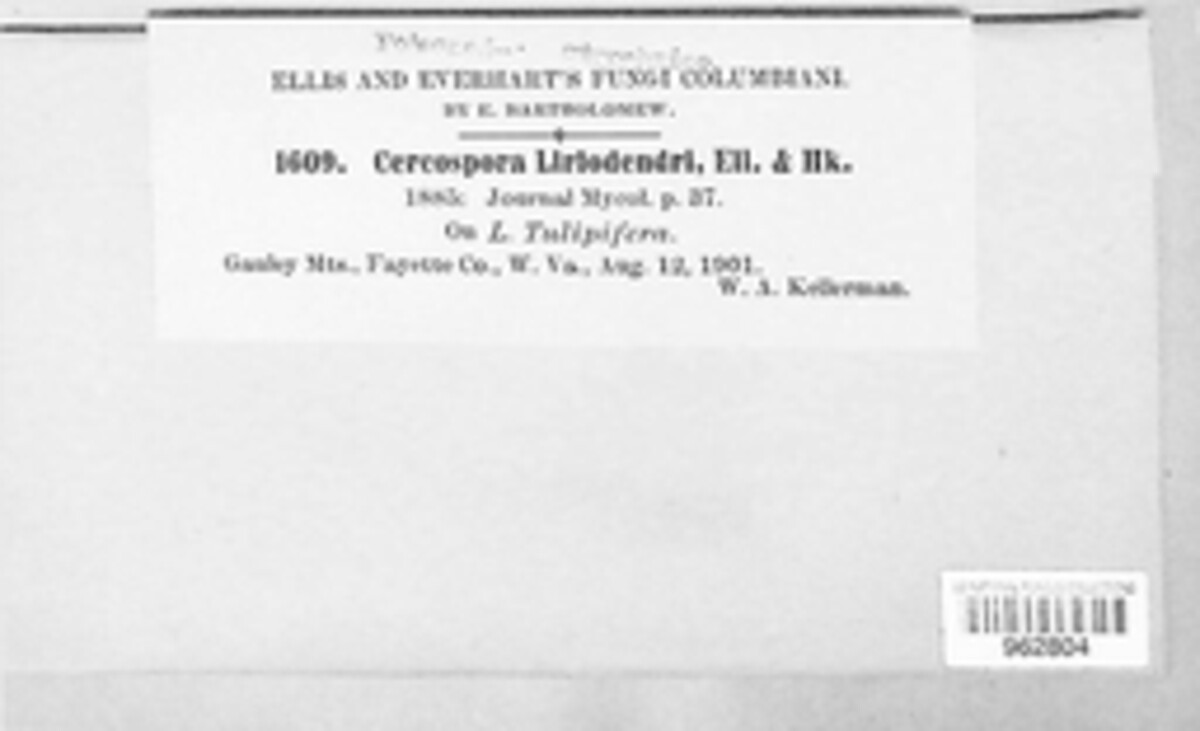 ELLIS AND EVERHART'S FUNGI COLUMBIANI.
BY E. BARTHOLOMEW.
1609. Cercospora Liriodendri, Ell. & Hk.
1885: Journal Mycol. p. 37.
On L. Tulipifera.
Gauley Mts., Fayette Co., W. Va., Aug. 12, 1901.
W. A. Kellerman.
962804